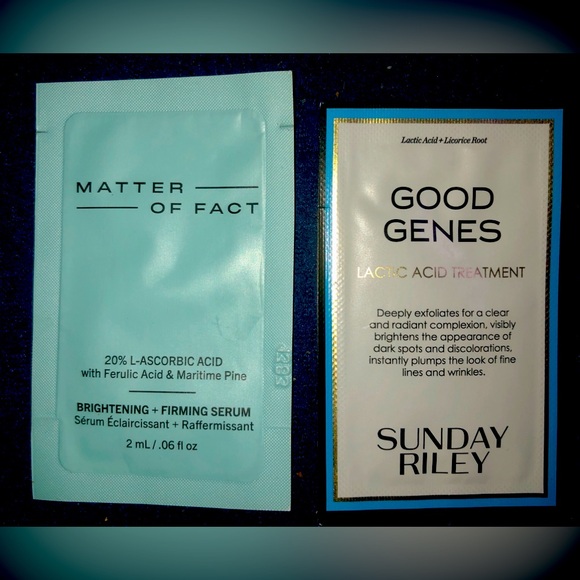 MATTER
OF FACT
20% L-ASCORBIC ACID
with Ferulic Acid & Maritime Pine
BRIGHTENING + FIRMING SERUM
Sérum Éclaircissant + Raffermissant
2 mL / .06 fl oz
Lactic Acid + Licorice Root
GOOD
GENES
LACTIC ACID TREATMENT
Deeply exfoliates for a clear
and radiant complexion, visibly
brightens the appearance of
dark spots and discolorations,
instantly plumps the look of fine
lines and wrinkles.
SUNDAY
RILEY